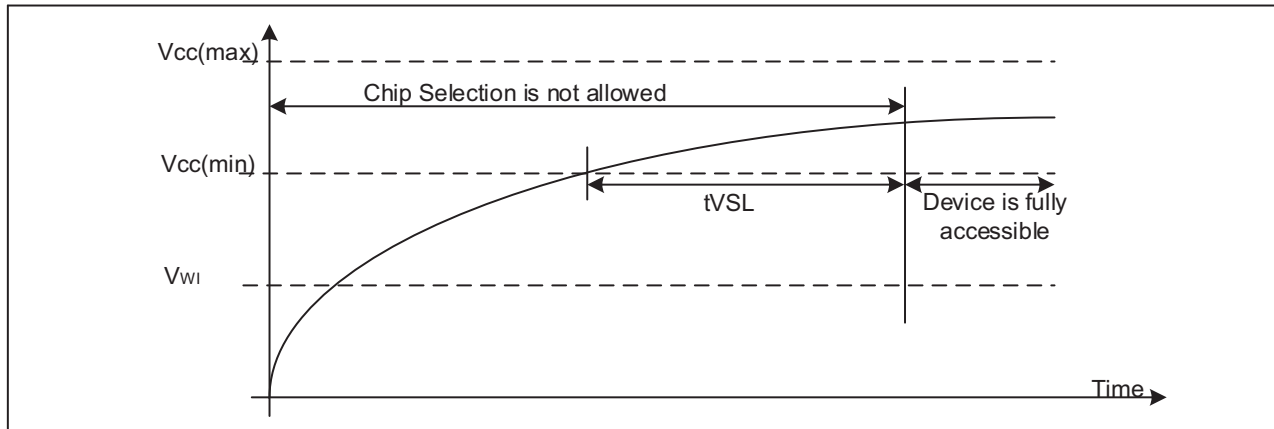 Vcc(max)
Chip Selection is not allowed
Vcc(min)
tVSL
Device is fully
accessible
VWI
Time